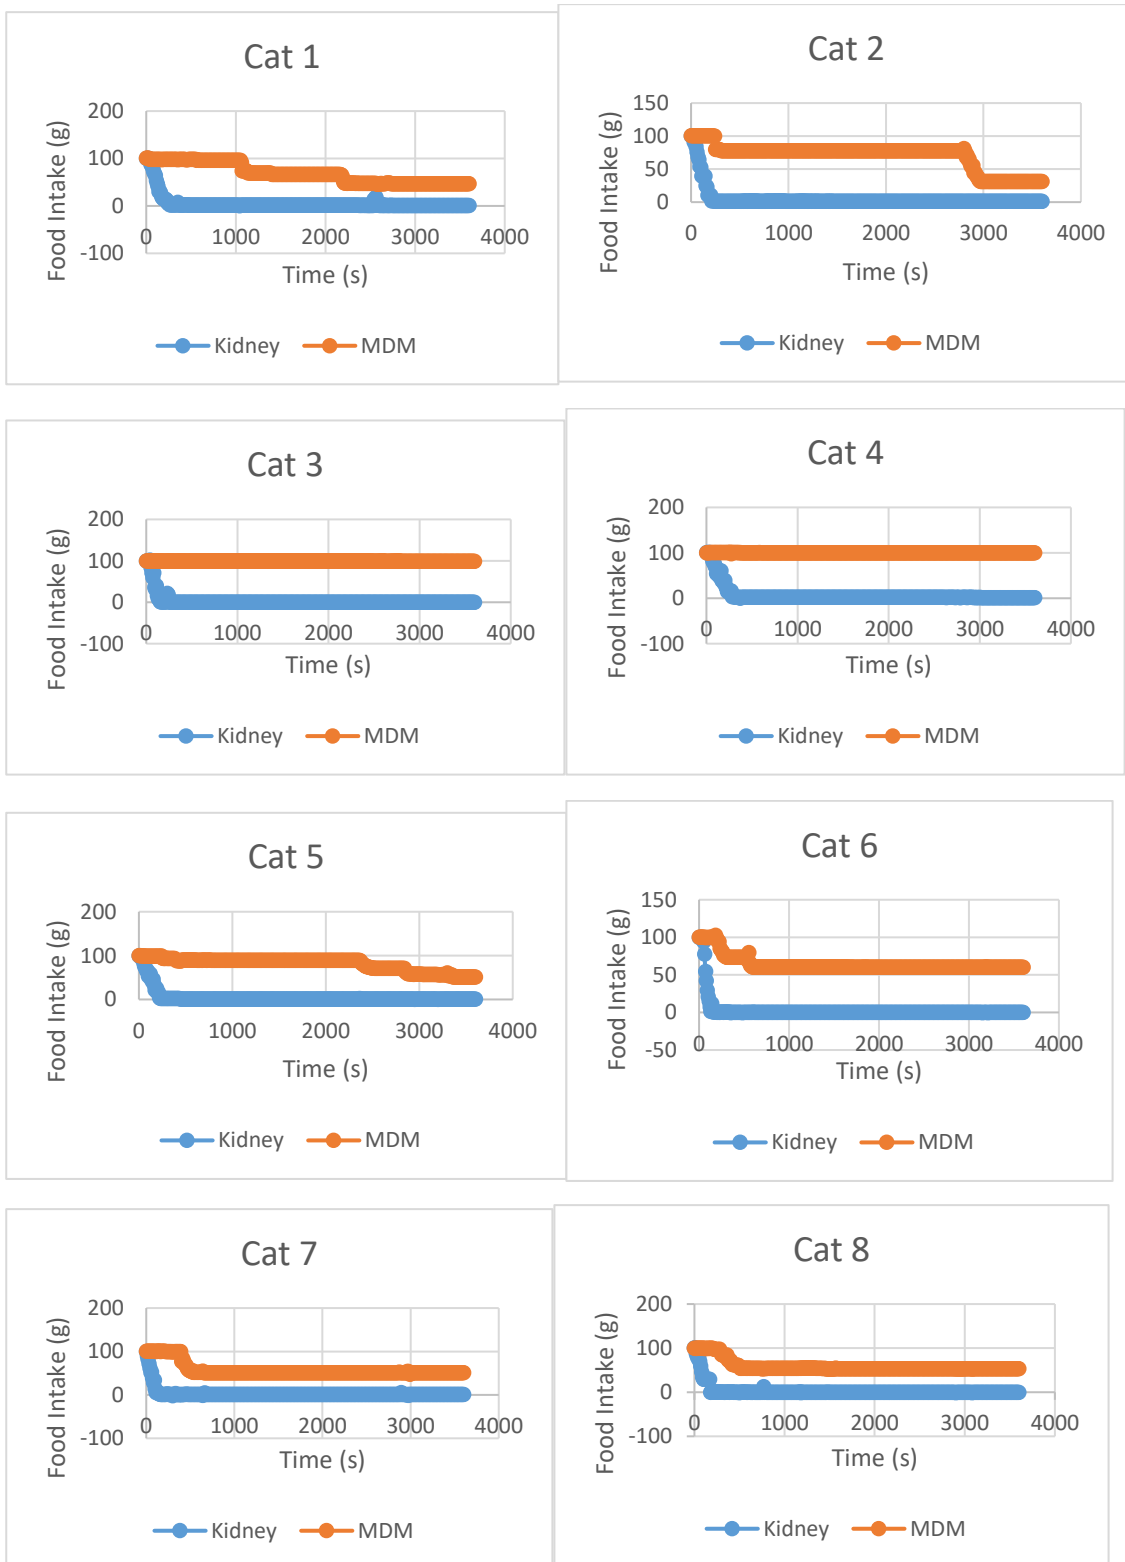 Cat 1
Food Intake (g)
200
100
0
-100
0 1000 2000 3000 4000
Time (s)
Kidney MDM
Cat 2
Food Intake (g)
150
100
50
0
0 1000 2000 3000 4000
Time (s)
Kidney MDM
Cat 3
Food Intake (g)
200
100
0
-100
0 1000 2000 3000 4000
Time (s)
Kidney MDM
Cat 4
Food Intake (g)
200
100
0
-100
0 1000 2000 3000 4000
Time (s)
Kidney MDM
Cat 5
Food Intake (g)
200
100
0
0 1000 2000 3000 4000
Time (s)
Kidney MDM
Cat 6
Food Intake (g)
150
100
50
0
-50
0 1000 2000 3000 4000
Time (s)
Kidney MDM
Cat 7
Food Intake (g)
200
100
0
-100
0 1000 2000 3000 4000
Time (s)
Kidney MDM
Cat 8
Food Intake (g)
200
100
0
-100
0 1000 2000 3000 4000
Time (s)
Kidney MDM